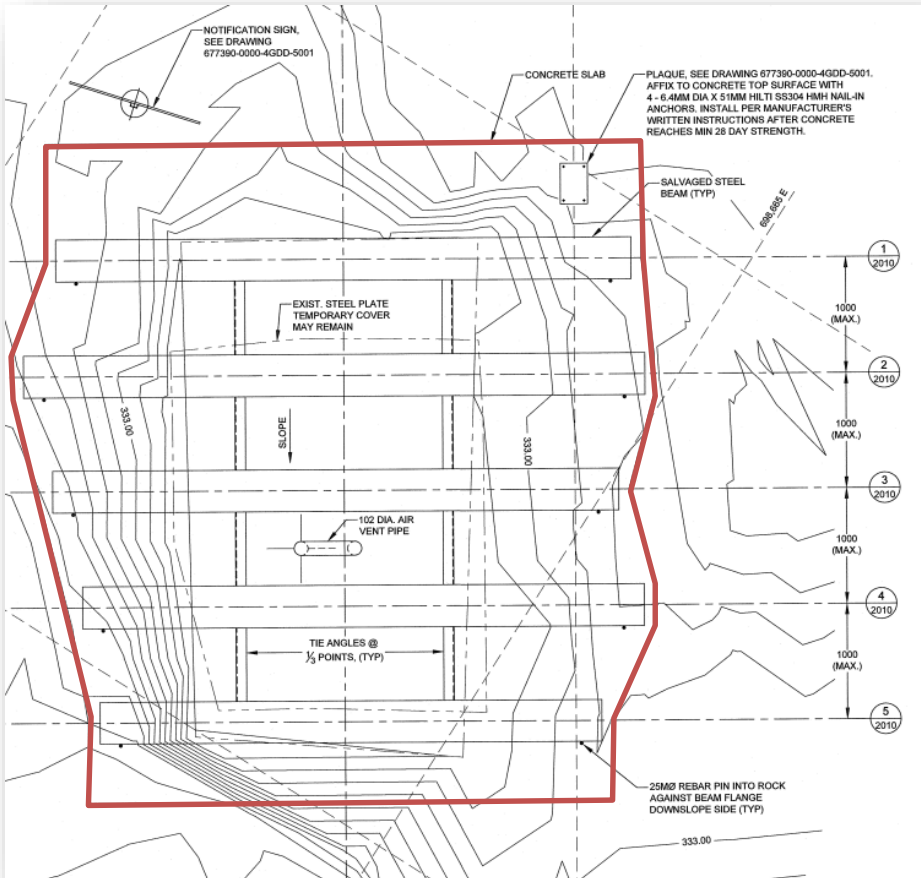 NOTIFICATION SIGN,
SEE DRAWING
677390-0000-4GDD-5001
CONCRETE SLAB
PLAQUE, SEE DRAWING 677390-0000-4GDD-5001.
AFFIX TO CONCRETE TOP SURFACE WITH
4 - 6.4MM DIA X 51MM HILTI SS304 HMH NAIL-IN
ANCHORS. INSTALL PER MANUFACTURER'S
WRITTEN INSTRUCTIONS AFTER CONCRETE
REACHES MIN 28 DAY STRENGTH.
SALVAGED STEEL
BEAM (TYP)
698,665 E
1
2010
EXIST. STEEL PLATE
TEMPORARY COVER
MAY REMAIN
1000
(MAX.)
2
2010
333.00
SLOPE
333.00
1000
(MAX.)
3
2010
102 DIA. AIR
VENT PIPE
1000
(MAX.)
4
2010
TIE ANGLES @
⅓ POINTS, (TYP)
1000
(MAX.)
5
2010
25MØ REBAR PIN INTO ROCK
AGAINST BEAM FLANGE
DOWNSLOPE SIDE (TYP)
333.00